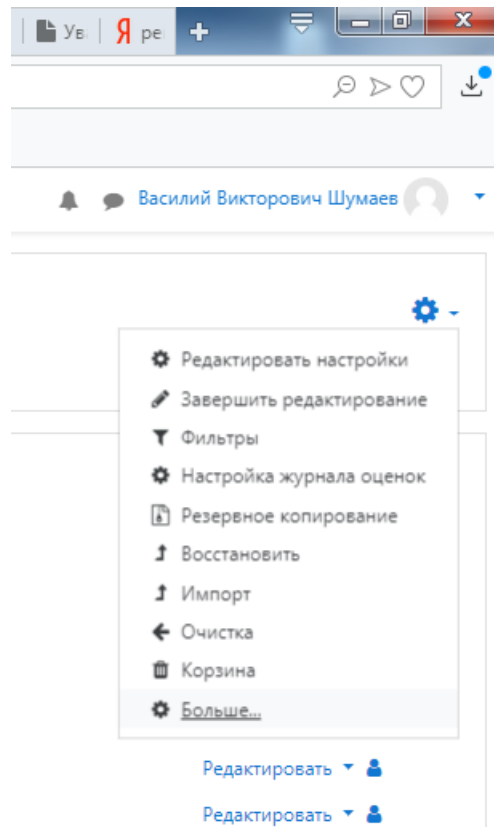 Ув Я ре
Василий Викторович Шумаев
Редактировать настройки
Завершить редактирование
Фильтры
Настройка журнала оценок
Резервное копирование
Восстановить
Импорт
Очистка
Корзина
Больше...
Редактировать
Редактировать